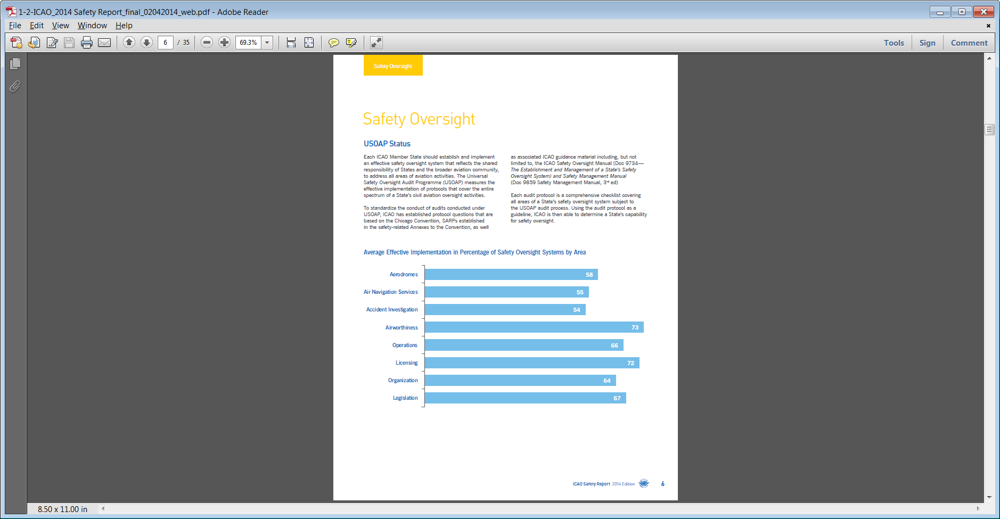 1-2-ICAO_2014 Safety Report_final_02042014_web.pdf - Adobe Reader
File Edit View Window Help
6 / 35 69.3% Tools Sign Comment
Safety Oversight
Safety Oversight
USOAP Status
Each ICAO Member State should establish and implement
an effective safety oversight system that reflects the shared
responsibility of States and the broader aviation community,
to address all areas of aviation activities. The Universal
Safety Oversight Audit Programme (USOAP) measures the
effective implementation of protocols that cover the entire
spectrum of a State's civil aviation oversight activities.
To standardize the conduct of audits conducted under
USOAP, ICAO has established protocol questions that are
based on the Chicago Convention, SARPs established
in the safety-related Annexes to the Convention, as well
as associated ICAO guidance material including, but not
limited to, the ICAO Safety Oversight Manual (Doc 9734—
The Establishment and Management of a State's Safety
Oversight System) and Safety Management Manual
(Doc 9859 Safety Management Manual, 3rd ed)
Each audit protocol is a comprehensive checklist covering
all areas of a State's safety oversight system subject to
the USOAP audit process. Using the audit protocol as a
guideline, ICAO is then able to determine a State's capability
for safety oversight.
Average Effective Implementation in Percentage of Safety Oversight Systems by Area
Aerodromes 58
Air Navigation Services 55
Accident Investigation 54
Airworthiness 73
Operations 66
Licensing 72
Organization 64
Legislation 67
ICAO Safety Report 2014 Edition 6
8.50 x 11.00 in